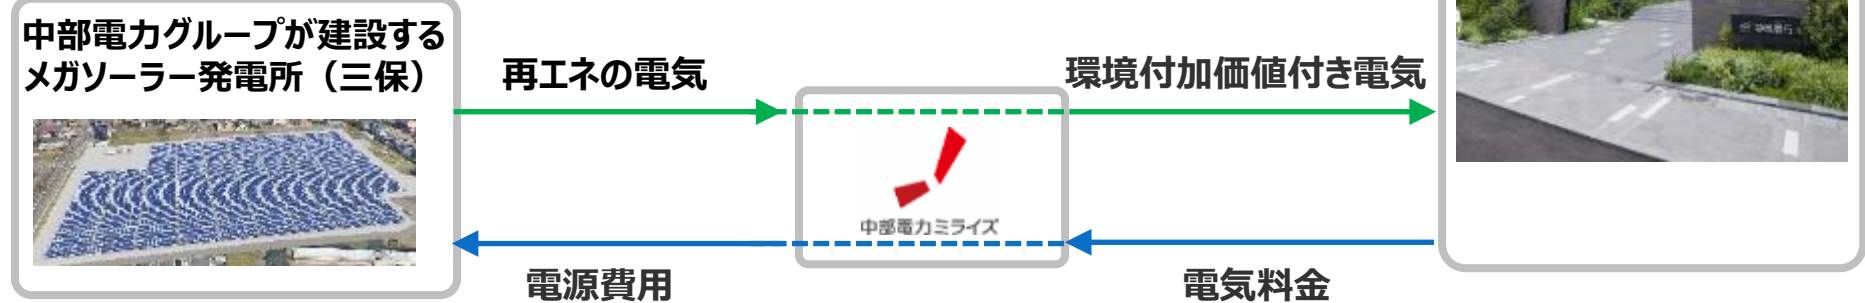 中部電力グループが建設する
メガソーラー発電所（三保）
再エネの電気
環境付加価値付き電気
中部電力ミライズ
電源費用
電気料金